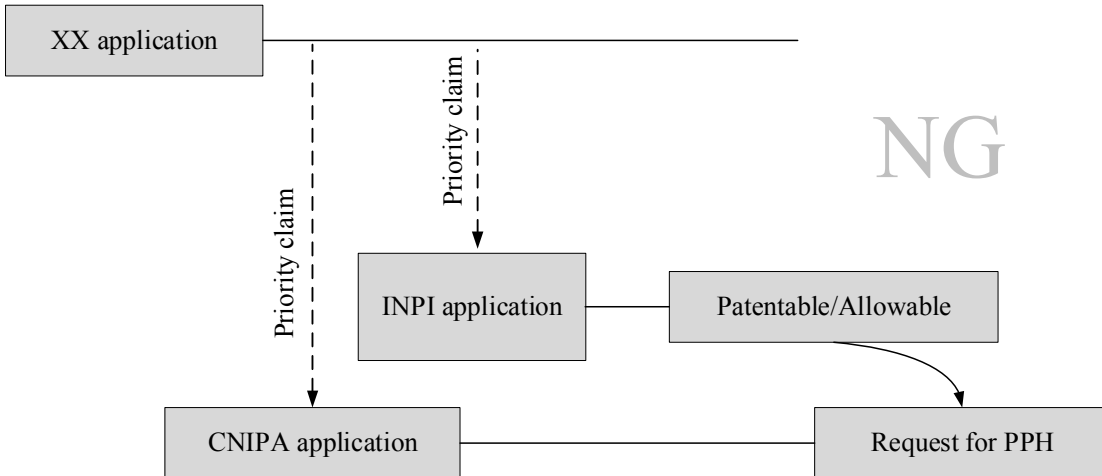 XX application
Priority claim
Priority claim
NG
INPI application
Patentable/Allowable
CNIPA application
Request for PPH